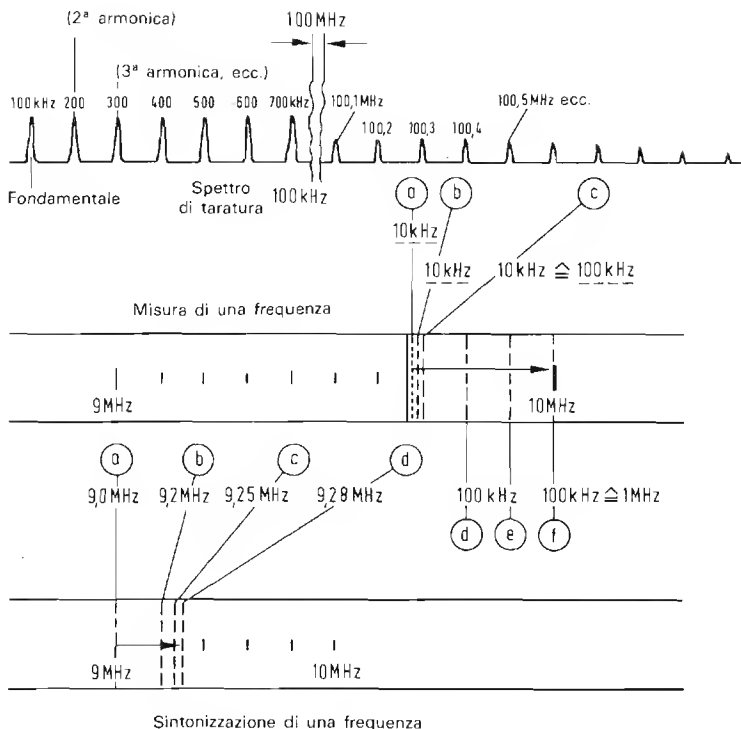 (2ª armonica)
100 MHz
(3ª armonica, ecc.)
100 kHz 200 300 400 500 600 700 kHz
100,1 MHz
100,2 100,3 100,4
100,5 MHz ecc.
Fondamentale
Spettro
di taratura
100 kHz
a b c
10 kHz
10 kHz 10 kHz ≙ 100 kHz
Misura di una frequenza
9 MHz 10 MHz
a b c d
9,0 MHz 9,2 MHz 9,25 MHz 9,28 MHz 100 kHz 100 kHz ≙ 1 MHz
d e f
9 MHz 10 MHz
Sintonizzazione di una frequenza